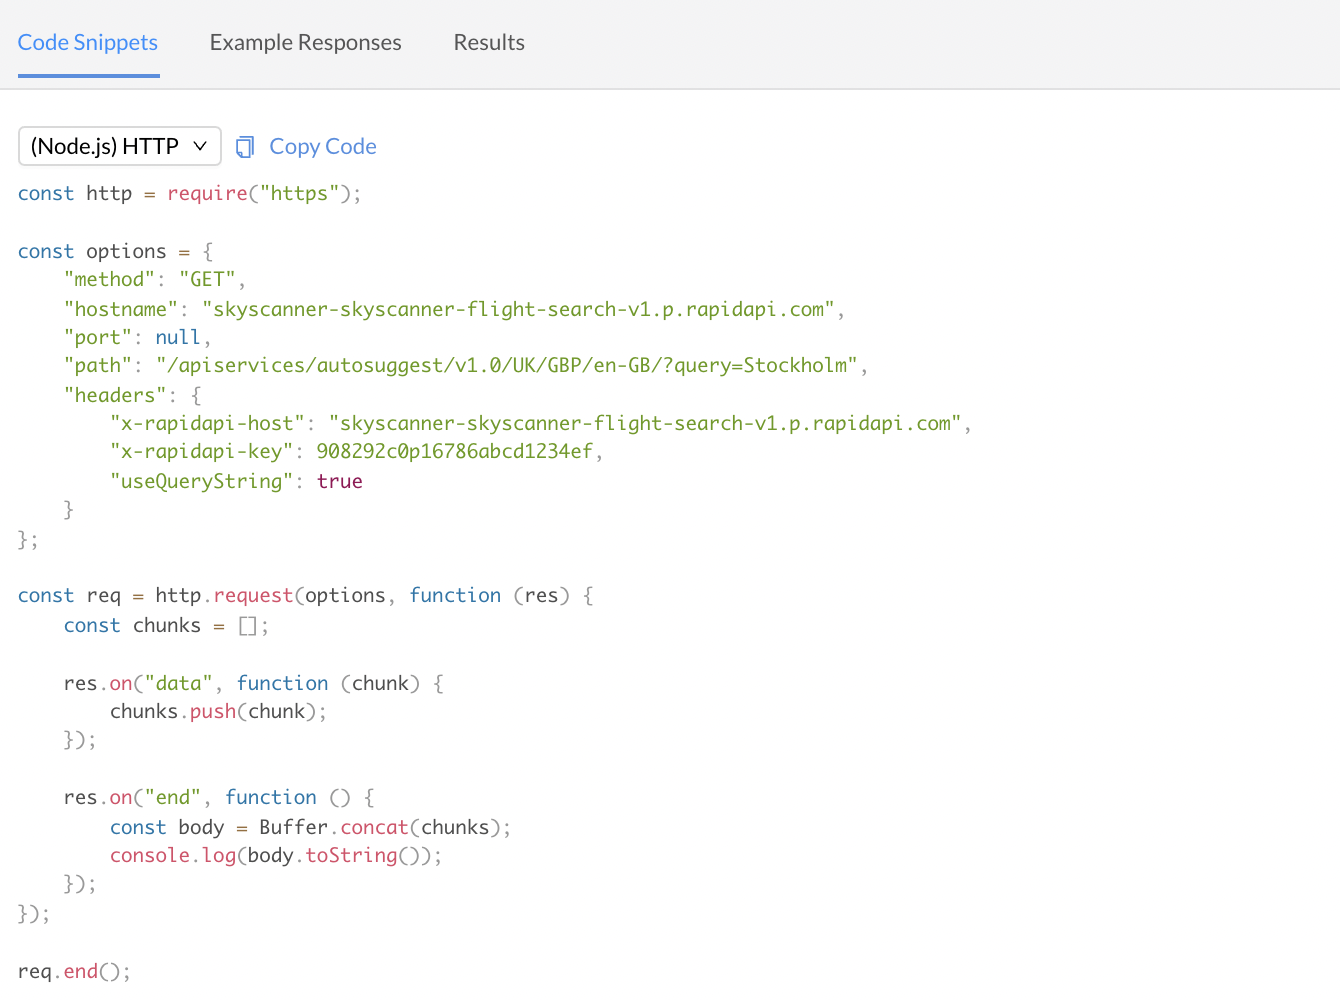 Code Snippets Example Responses Results
(Node.js) HTTP Copy Code
const http = require("https");
const options = {
"method": "GET",
"hostname": "skyscanner-skyscanner-flight-search-v1.p.rapidapi.com",
"port": null,
"path": "/apiservices/autosuggest/v1.0/UK/GBP/en-GB/?query=Stockholm",
"headers": {
"x-rapidapi-host": "skyscanner-skyscanner-flight-search-v1.p.rapidapi.com",
"x-rapidapi-key": 908292c0p16786abcd1234ef,
"useQueryString": true
}
};
const req = http.request(options, function (res) {
const chunks = [];
res.on("data", function (chunk) {
chunks.push(chunk);
});
res.on("end", function () {
const body = Buffer.concat(chunks);
console.log(body.toString());
});
});
req.end();